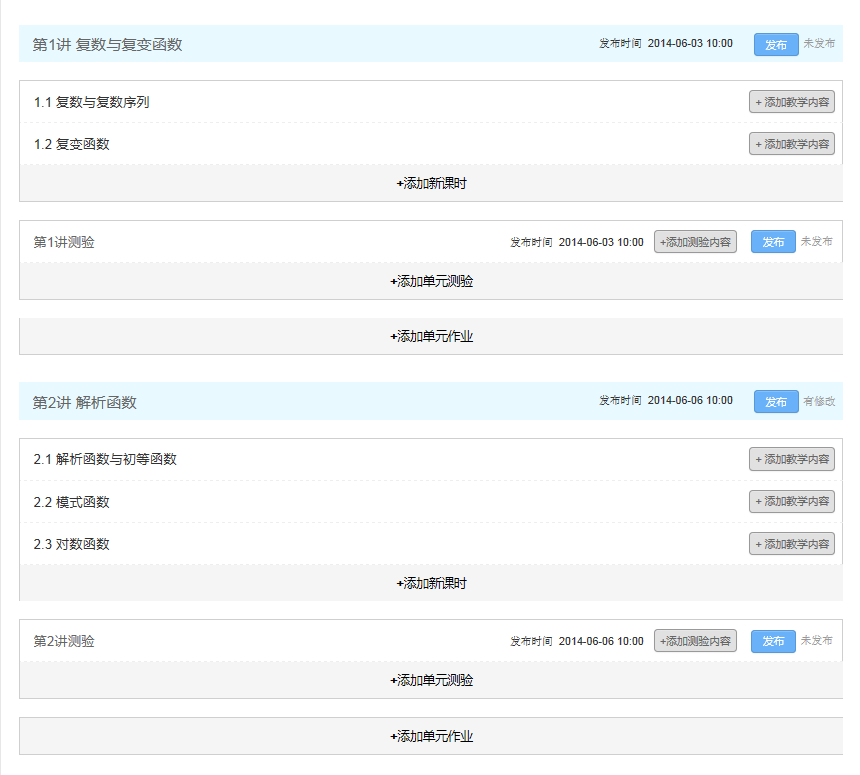 第1讲 复数与复变函数 发布时间 2014-06-03 10:00 发布 未发布
1.1 复数与复数序列 + 添加教学内容
1.2 复变函数 + 添加教学内容
+添加新课时
第1讲测验 发布时间 2014-06-03 10:00 +添加测验内容 发布 未发布
+添加单元测验
+添加单元作业
第2讲 解析函数 发布时间 2014-06-06 10:00 发布 有修改
2.1 解析函数与初等函数 + 添加教学内容
2.2 模式函数 + 添加教学内容
2.3 对数函数 + 添加教学内容
+添加新课时
第2讲测验 发布时间 2014-06-06 10:00 +添加测验内容 发布 未发布
+添加单元测验
+添加单元作业